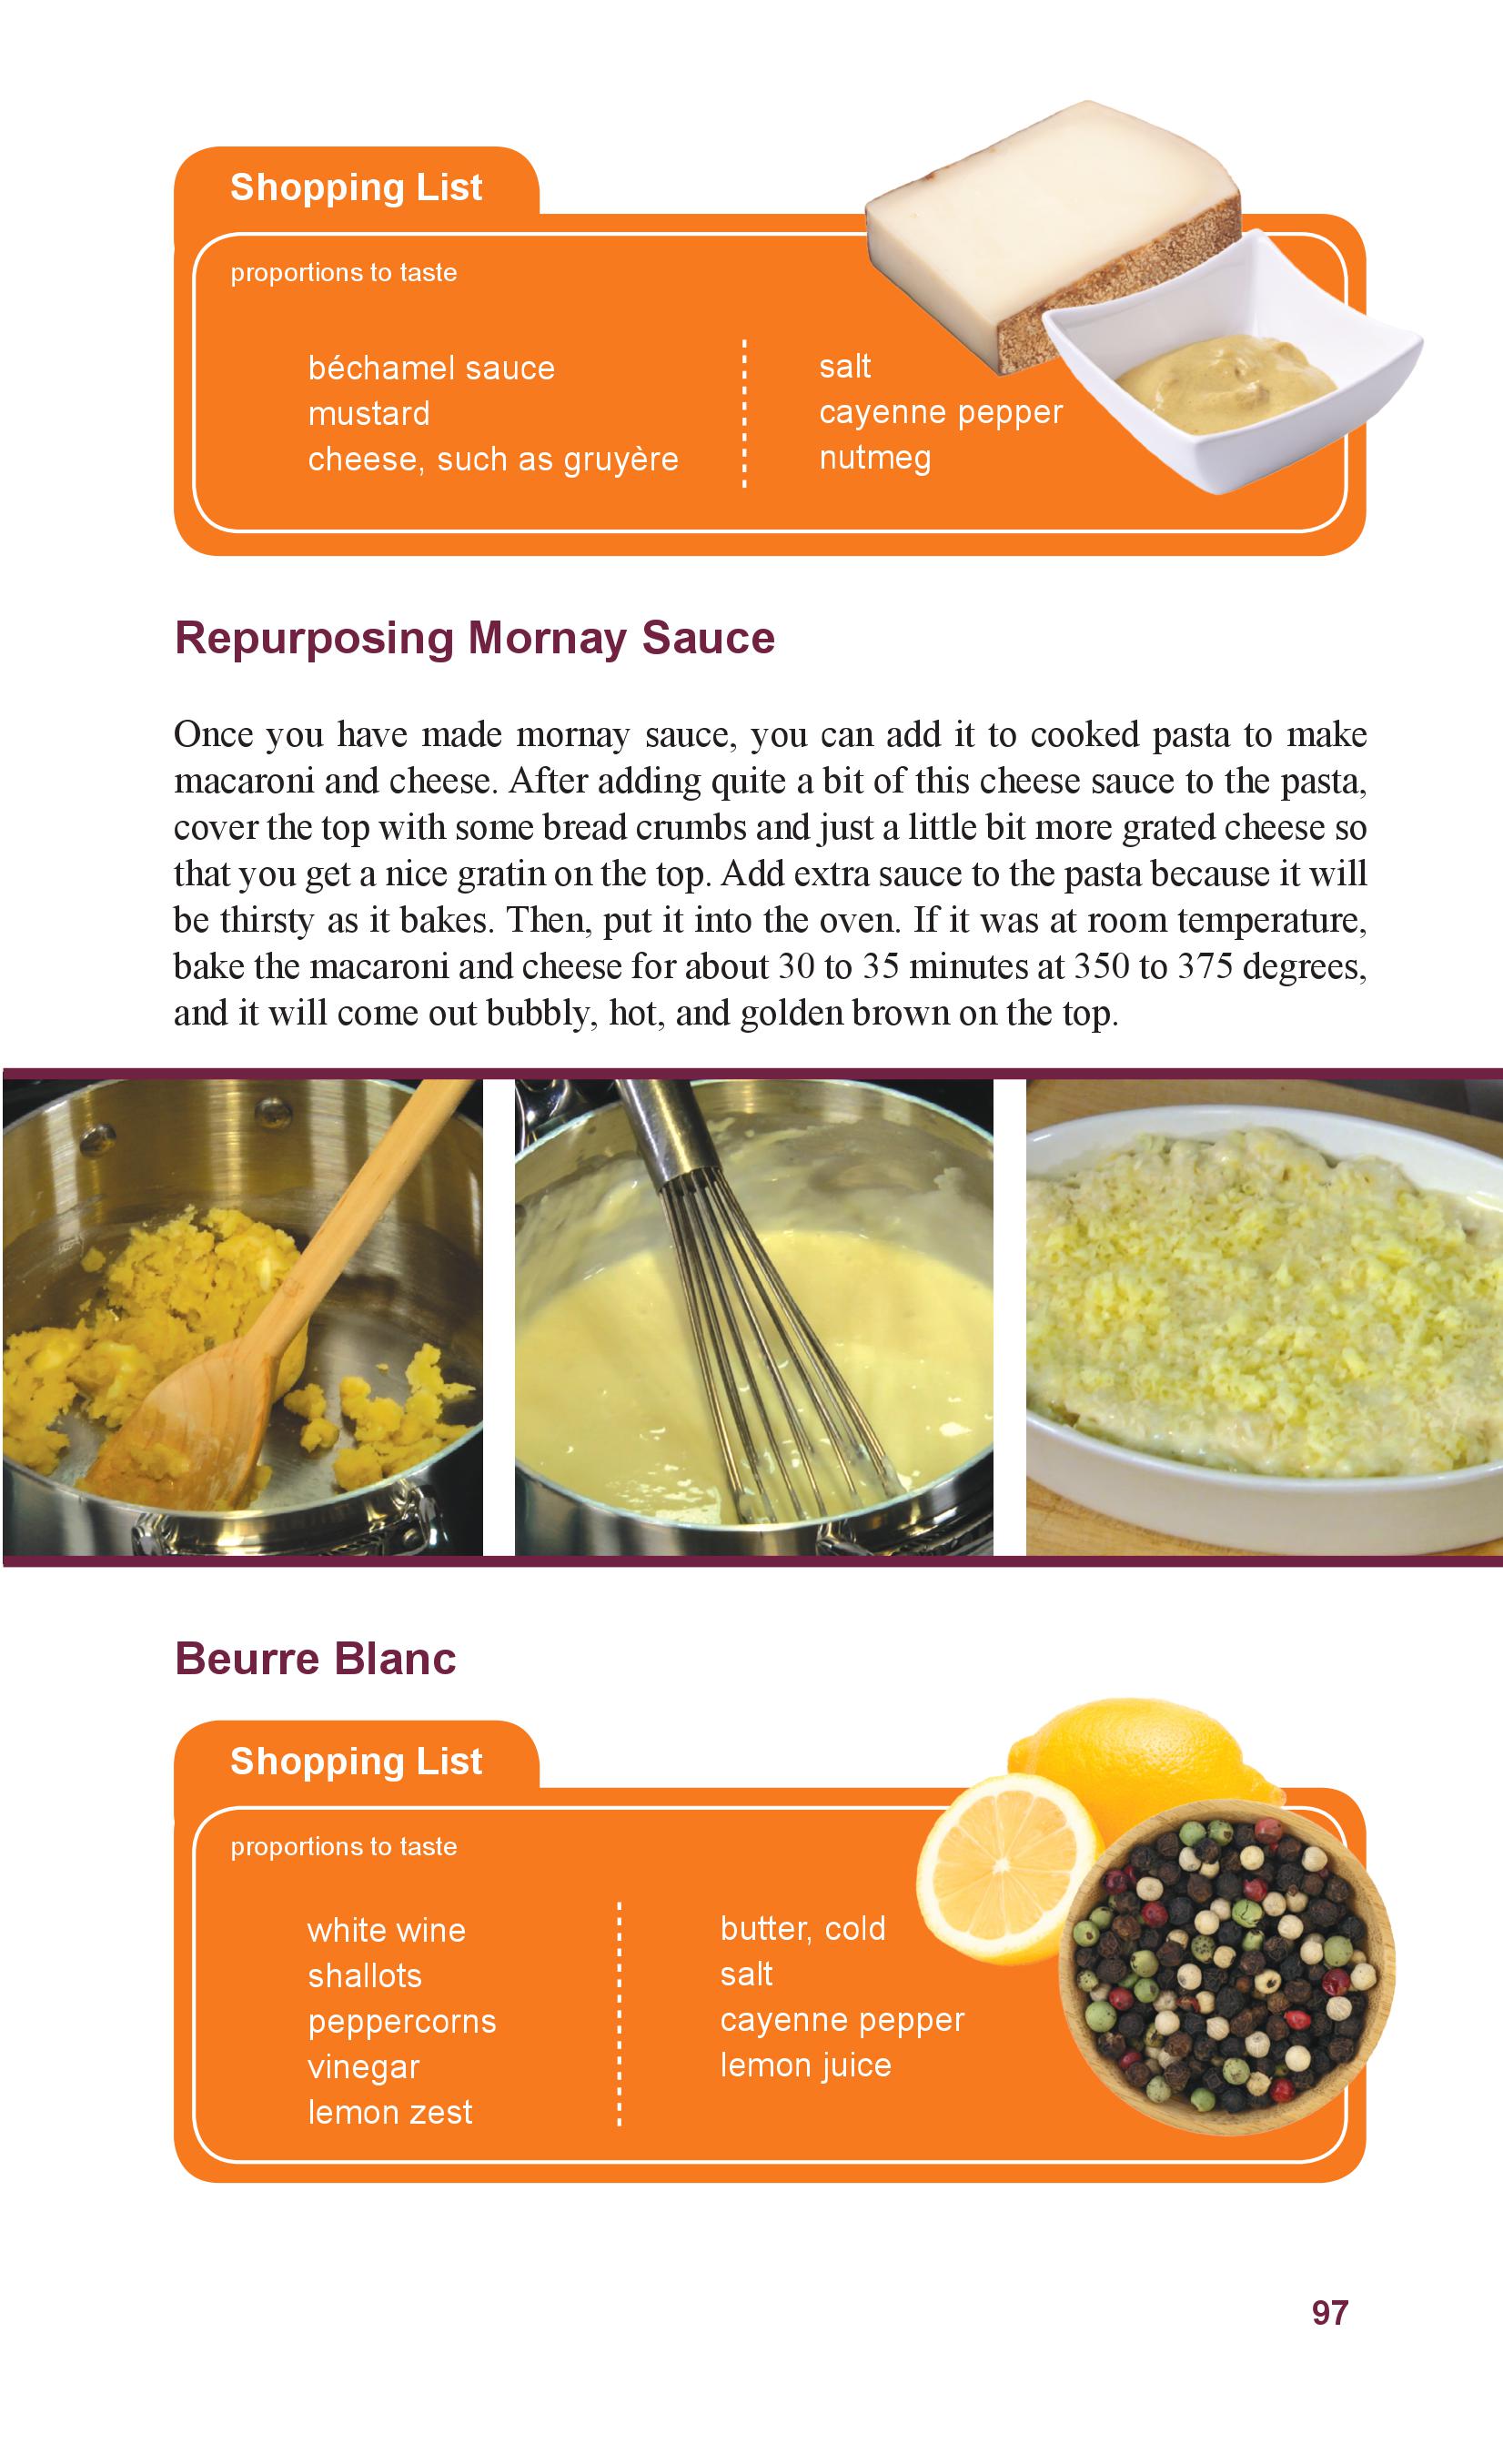 Shopping List
proportions to taste
béchamel sauce
mustard
cheese, such as gruyère
salt
cayenne pepper
nutmeg
Repurposing Mornay Sauce
Once you have made mornay sauce, you can add it to cooked pasta to make
macaroni and cheese. After adding quite a bit of this cheese sauce to the pasta,
cover the top with some bread crumbs and just a little bit more grated cheese so
that you get a nice gratin on the top. Add extra sauce to the pasta because it will
be thirsty as it bakes. Then, put it into the oven. If it was at room temperature,
bake the macaroni and cheese for about 30 to 35 minutes at 350 to 375 degrees,
and it will come out bubbly, hot, and golden brown on the top.
Beurre Blanc
Shopping List
proportions to taste
white wine
shallots
peppercorns
vinegar
lemon zest
butter, cold
salt
cayenne pepper
lemon juice
97